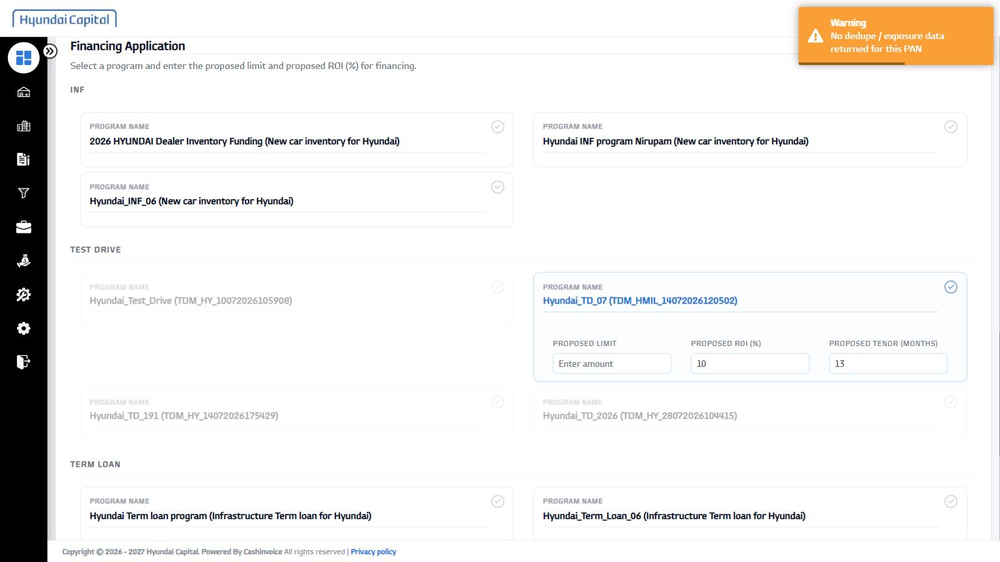 Hyundai Capital
Warning
No dedupe / exposure data
returned for this PAN
Financing Application
Select a program and enter the proposed limit and proposed ROI (%) for financing.
INF
PROGRAM NAME
2026 HYUNDAI Dealer Inventory Funding (New car inventory for Hyundai)
PROGRAM NAME
Hyundai INF program Nirupam (New car inventory for Hyundai)
PROGRAM NAME
Hyundai_INF_06 (New car inventory for Hyundai)
TEST DRIVE
PROGRAM NAME
Hyundai_Test_Drive (TDM_HY_10072026105908)
PROGRAM NAME
Hyundai_TD_07 (TDM_HMIL_14072026120502)
PROPOSED LIMIT PROPOSED ROI (%) PROPOSED TENOR (MONTHS)
Enter amount 10 13
PROGRAM NAME
Hyundai_TD_191 (TDM_HY_14072026175429)
PROGRAM NAME
Hyundai_TD_2026 (TDM_HY_28072026104415)
TERM LOAN
PROGRAM NAME
Hyundai Term loan program (Infrastructure Term loan for Hyundai)
PROGRAM NAME
Hyundai_Term_Loan_06 (Infrastructure Term loan for Hyundai)
Copyright © 2026 - 2027 Hyundai Capital. Powered By Cashinvoice All rights reserved | Privacy policy